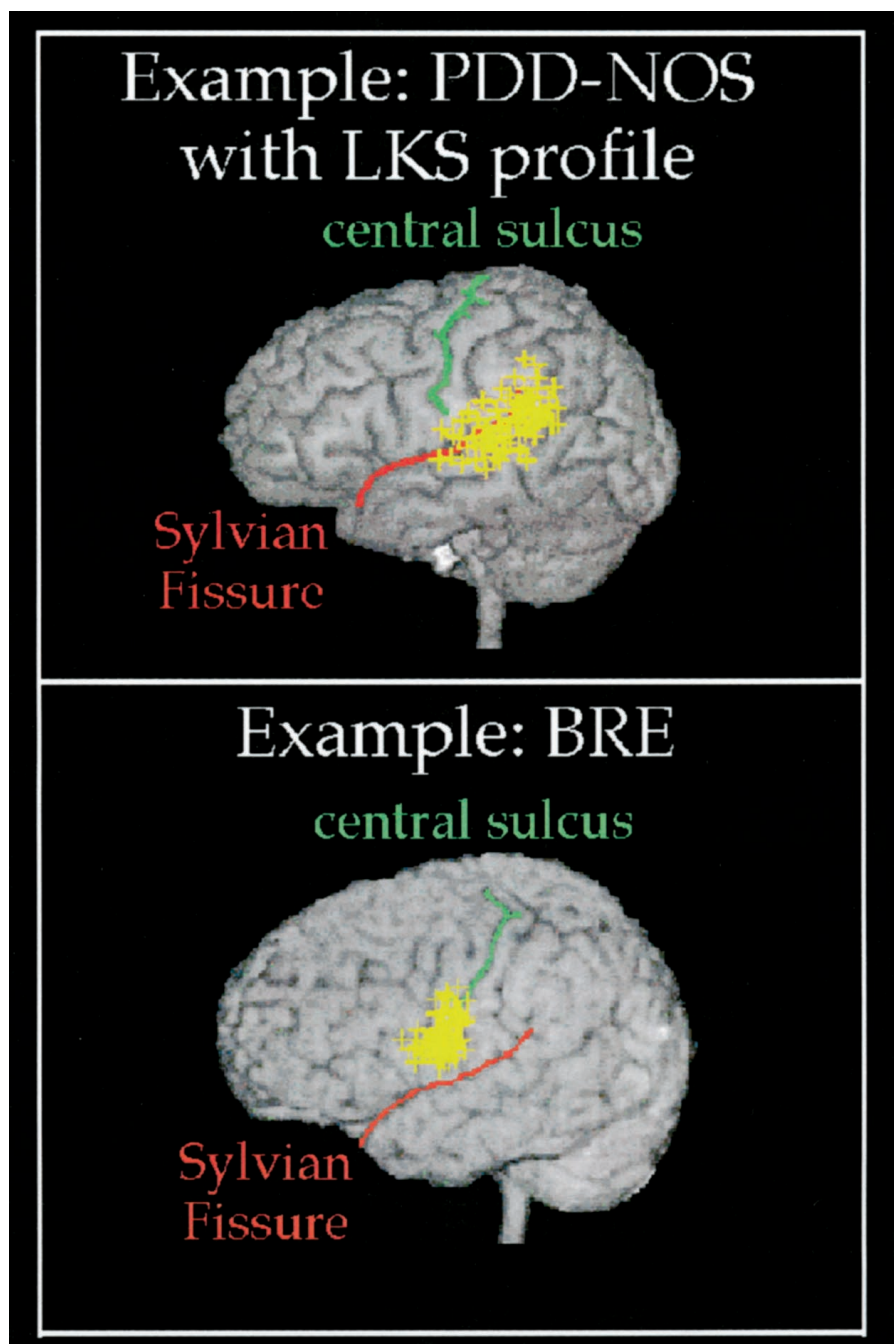 Example: PDD-NOS
with LKS profile
central sulcus
Sylvian
Fissure
Example: BRE
central sulcus
Sylvian
Fissure